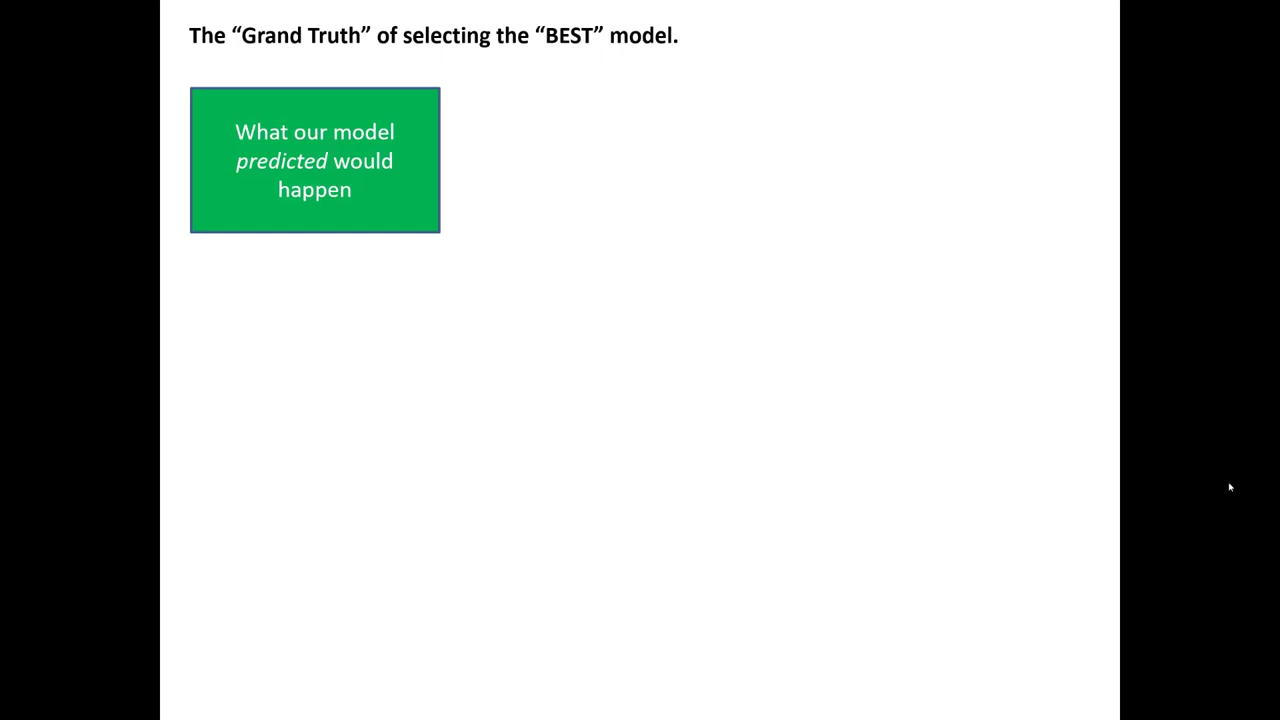 The “Grand Truth” of selecting the “BEST” model.
What our model
predicted would
happen